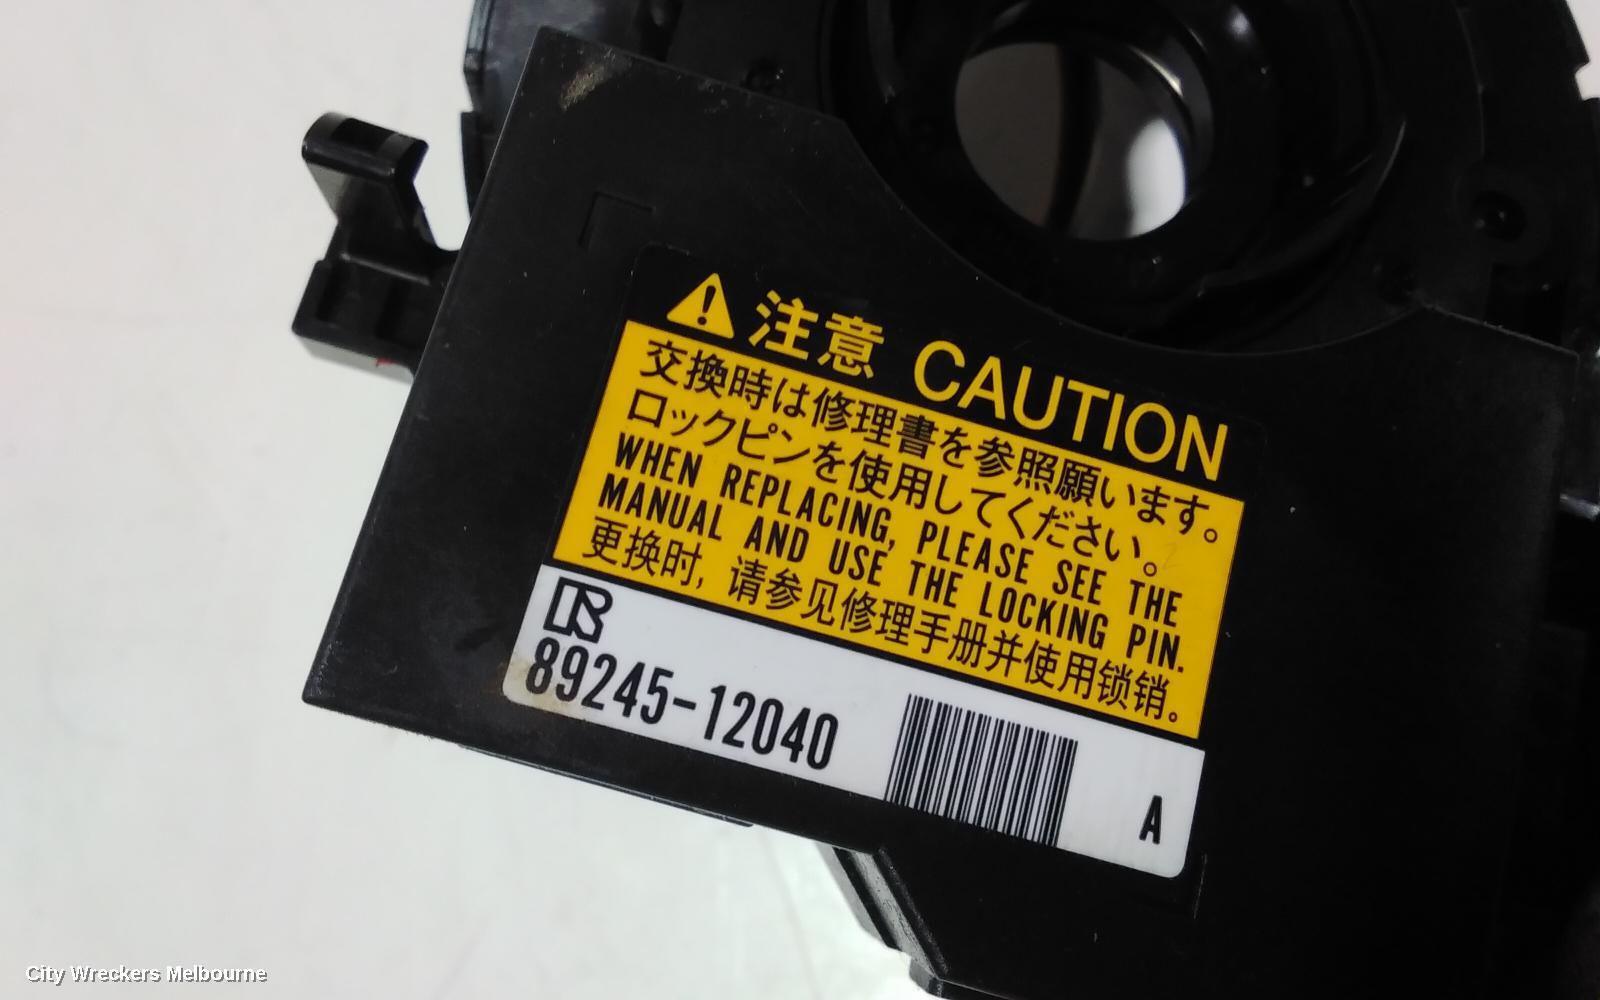 注意 CAUTION
交換時は修理書を参照願います。
ロックピンを使用してください。
WHEN REPLACING, PLEASE SEE THE
MANUAL AND USE THE LOCKING PIN.
更换时, 请参见修理手册并使用锁销。
89245-12040
A
City Wreckers Melbourne